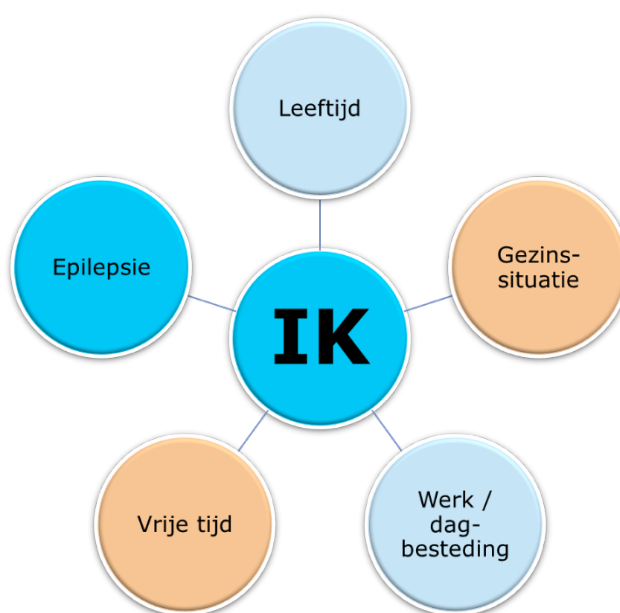 Leeftijd
Epilepsie
Gezins-
situatie
IK
Vrije tijd
Werk /
dag-
besteding